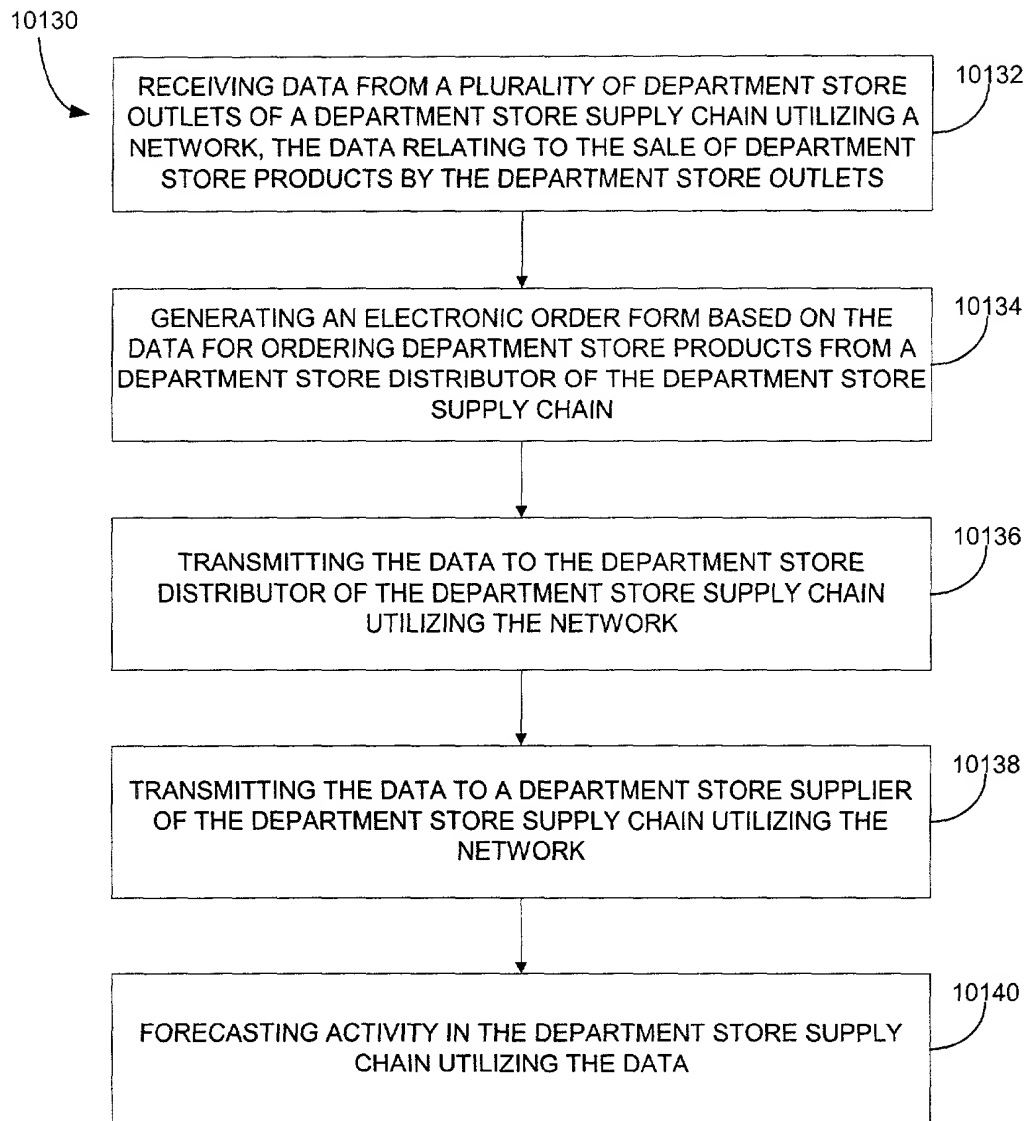 10130
RECEIVING DATA FROM A PLURALITY OF DEPARTMENT STORE
OUTLETS OF A DEPARTMENT STORE SUPPLY CHAIN UTILIZING A
NETWORK, THE DATA RELATING TO THE SALE OF DEPARTMENT
STORE PRODUCTS BY THE DEPARTMENT STORE OUTLETS
10132
GENERATING AN ELECTRONIC ORDER FORM BASED ON THE
DATA FOR ORDERING DEPARTMENT STORE PRODUCTS FROM A
DEPARTMENT STORE DISTRIBUTOR OF THE DEPARTMENT STORE
SUPPLY CHAIN
10134
TRANSMITTING THE DATA TO THE DEPARTMENT STORE
DISTRIBUTOR OF THE DEPARTMENT STORE SUPPLY CHAIN
UTILIZING THE NETWORK
10136
TRANSMITTING THE DATA TO A DEPARTMENT STORE SUPPLIER
OF THE DEPARTMENT STORE SUPPLY CHAIN UTILIZING THE
NETWORK
10138
FORECASTING ACTIVITY IN THE DEPARTMENT STORE SUPPLY
CHAIN UTILIZING THE DATA
10140